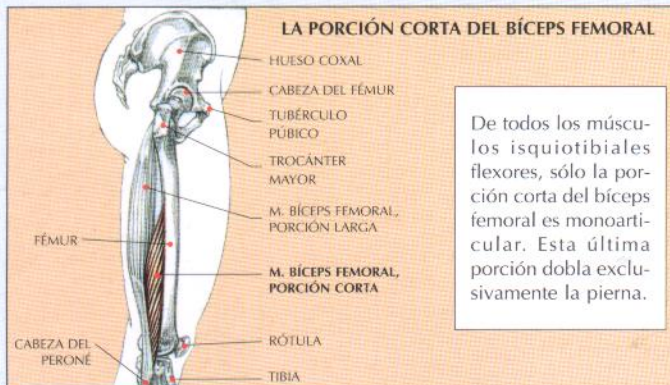 LA PORCIÓN CORTA DEL BÍCEPS FEMORAL
HUESO COXAL
CABEZA DEL FÉMUR
TUBÉRCULO
PÚBICO
TROCÁNTER
MAYOR
M. BÍCEPS FEMORAL,
PORCIÓN LARGA
FÉMUR
M. BÍCEPS FEMORAL,
PORCIÓN CORTA
RÓTULA
CABEZA DEL
PERONÉ
TIBIA
De todos los múscu-
los isquiotibiales
flexores, sólo la por-
ción corta del bíceps
femoral es monoarti-
cular. Esta última
porción dobla exclu-
sivamente la pierna.